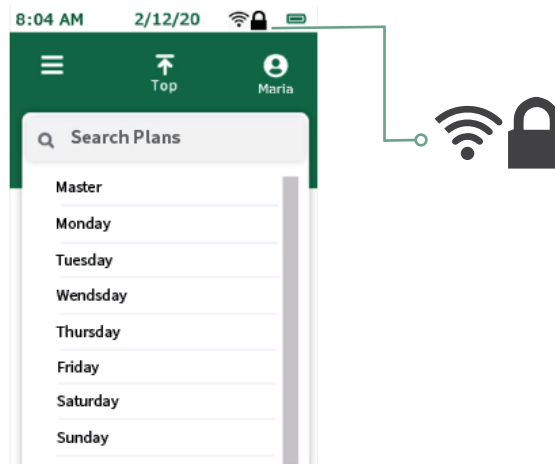 8:04 AM 2/12/20
Top
Maria
Search Plans
Master
Monday
Tuesday
Wendsday
Thursday
Friday
Saturday
Sunday